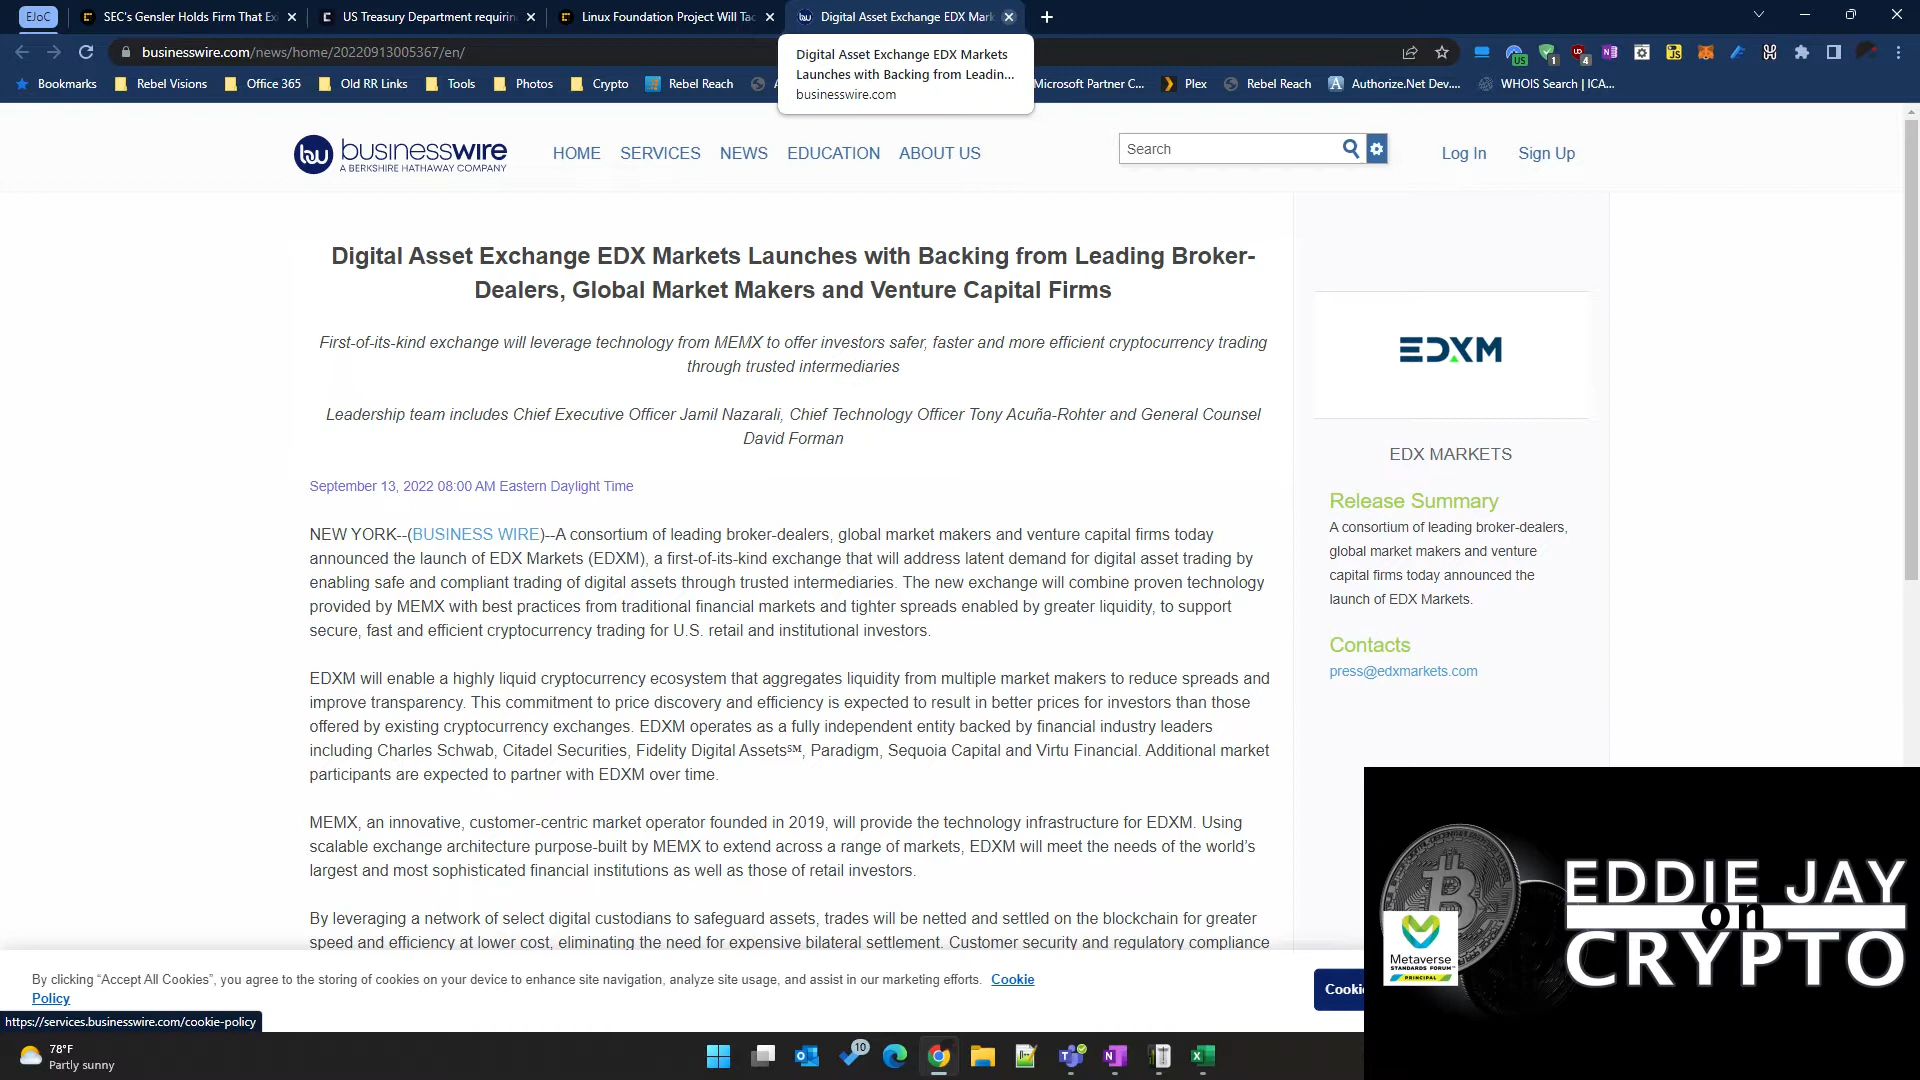 EJoC
SEC's Gensler Holds Firm That Ex
US Treasury Department requirin
Linux Foundation Project Will Tac
Digital Asset Exchange EDX Mark
businesswire.com/news/home/20220913005367/en/
Digital Asset Exchange EDX Markets
Launches with Backing from Leadin...
businesswire.com
Bookmarks
Rebel Visions
Office 365
Old RR Links
Tools
Photos
Crypto
Rebel Reach
Microsoft Partner C...
Plex
Rebel Reach
Authorize.Net Dev....
WHOIS Search | ICA...
businesswire
A BERKSHIRE HATHAWAY COMPANY
HOME SERVICES NEWS EDUCATION ABOUT US
Search
Log In
Sign Up
Digital Asset Exchange EDX Markets Launches with Backing from Leading Broker-
Dealers, Global Market Makers and Venture Capital Firms
First-of-its-kind exchange will leverage technology from MEMX to offer investors safer, faster and more efficient cryptocurrency trading
through trusted intermediaries
Leadership team includes Chief Executive Officer Jamil Nazarali, Chief Technology Officer Tony Acuña-Rohter and General Counsel
David Forman
September 13, 2022 08:00 AM Eastern Daylight Time
NEW YORK--(BUSINESS WIRE)--A consortium of leading broker-dealers, global market makers and venture capital firms today
announced the launch of EDX Markets (EDXM), a first-of-its-kind exchange that will address latent demand for digital asset trading by
enabling safe and compliant trading of digital assets through trusted intermediaries. The new exchange will combine proven technology
provided by MEMX with best practices from traditional financial markets and tighter spreads enabled by greater liquidity, to support
secure, fast and efficient cryptocurrency trading for U.S. retail and institutional investors.
EDXM will enable a highly liquid cryptocurrency ecosystem that aggregates liquidity from multiple market makers to reduce spreads and
improve transparency. This commitment to price discovery and efficiency is expected to result in better prices for investors than those
offered by existing cryptocurrency exchanges. EDXM operates as a fully independent entity backed by financial industry leaders
including Charles Schwab, Citadel Securities, Fidelity Digital Assets℠, Paradigm, Sequoia Capital and Virtu Financial. Additional market
participants are expected to partner with EDXM over time.
MEMX, an innovative, customer-centric market operator founded in 2019, will provide the technology infrastructure for EDXM. Using
scalable exchange architecture purpose-built by MEMX to extend across a range of markets, EDXM will meet the needs of the world's
largest and most sophisticated financial institutions as well as those of retail investors.
By leveraging a network of select digital custodians to safeguard assets, trades will be netted and settled on the blockchain for greater
speed and efficiency at lower cost, eliminating the need for expensive bilateral settlement. Customer security and regulatory compliance
EDXM
EDX MARKETS
Release Summary
A consortium of leading broker-dealers,
global market makers and venture
capital firms today announced the
launch of EDX Markets.
Contacts
press@edxmarkets.com
By clicking “Accept All Cookies”, you agree to the storing of cookies on your device to enhance site navigation, analyze site usage, and assist in our marketing efforts. Cookie
Policy
Cookie
https://services.businesswire.com/cookie-policy
EDDIE JAY
on
CRYPTO
Metaverse
STANDARDS FORUM
PRINCIPAL
78°F
Partly sunny
10